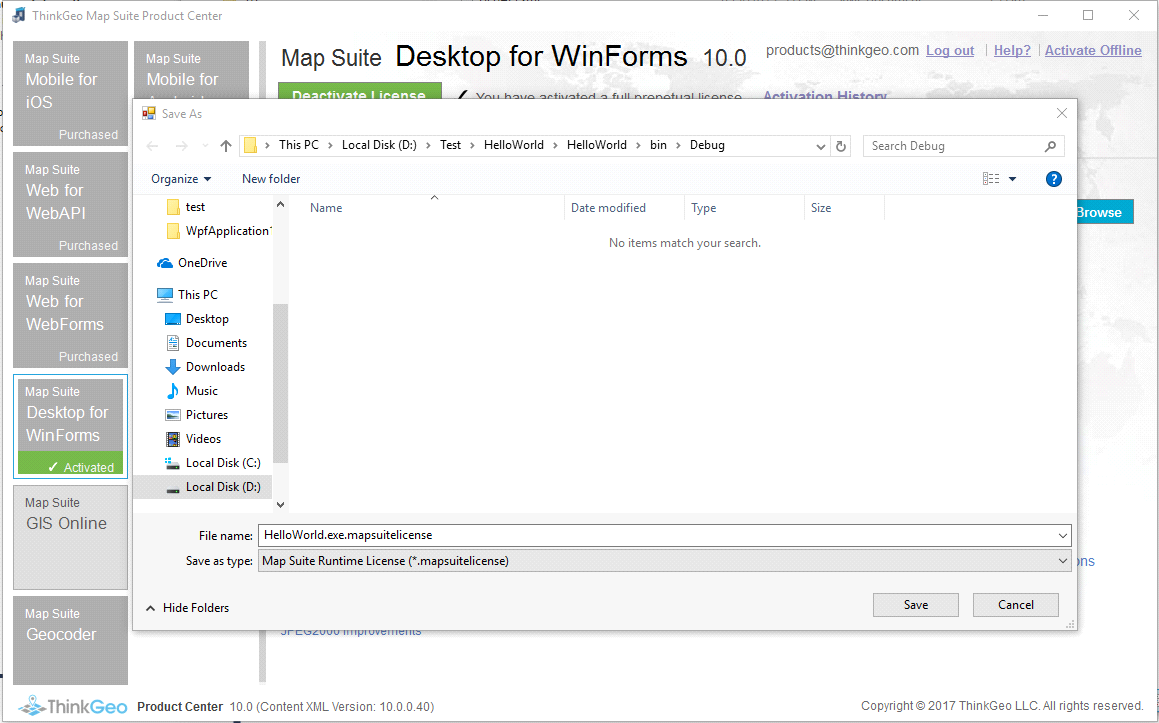 ThinkGeo Map Suite Product Center
Map Suite
Mobile for
iOS
Purchased
Map Suite
Mobile for
Map Suite
Web for
WebAPI
Purchased
Map Suite
Web for
WebForms
Purchased
Map Suite
Desktop for
WinForms
✓ Activated
Map Suite
GIS Online
Map Suite
Geocoder
Map Suite Desktop for WinForms 10.0
products@thinkgeo.com Log out | Help? | Activate Offline
Deactivate License
You have activated a full prepetual license
Activation History
Browse
Save As
This PC > Local Disk (D:) > Test > HelloWorld > HelloWorld > bin > Debug
Search Debug
Organize
New folder
?
test
WpfApplication
OneDrive
This PC
Desktop
Documents
Downloads
Music
Pictures
Videos
Local Disk (C:)
Local Disk (D:)
Name
Date modified
Type
Size
No items match your search.
File name: HelloWorld.exe.mapsuitelicense
Save as type: Map Suite Runtime License (*.mapsuitelicense)
Hide Folders
Save
Cancel
ons
JPEG2000 Improvements
ThinkGeo Product Center 10.0 (Content XML Version: 10.0.0.40)
Copyright © 2017 ThinkGeo LLC. All rights reserved.